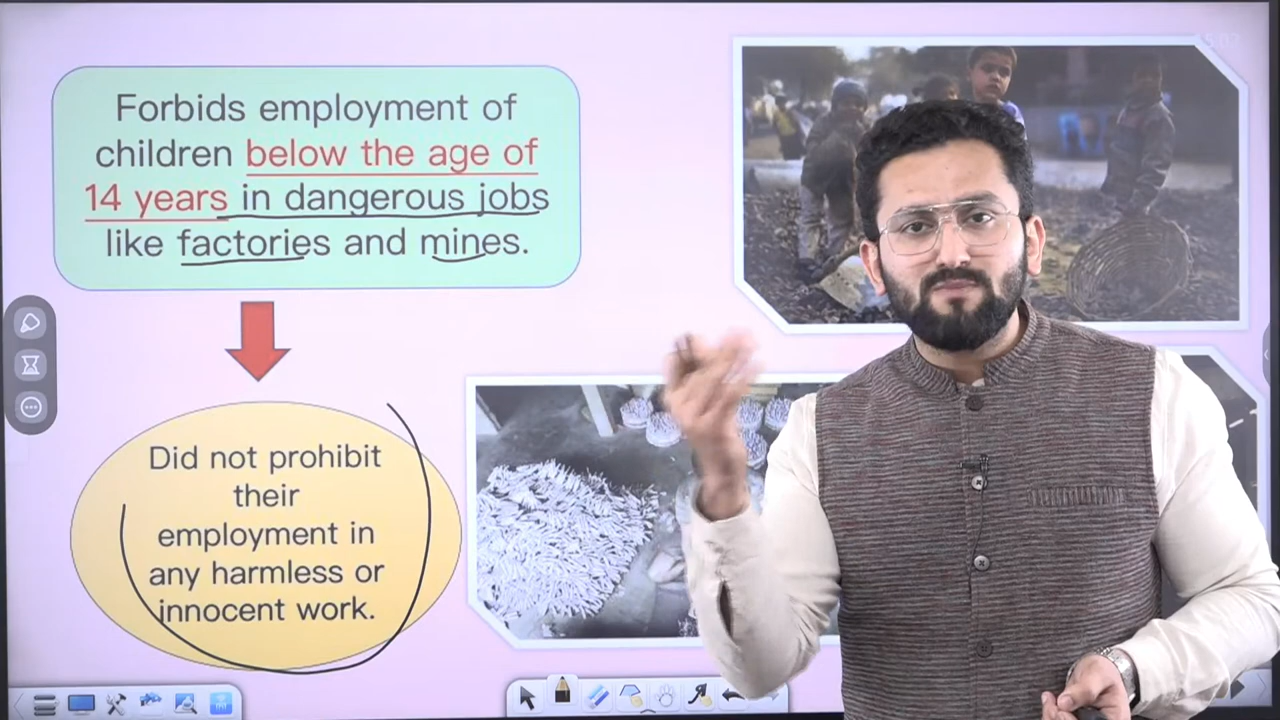 Forbids employment of
children below the age of
14 years in dangerous jobs
like factories and mines.
Did not prohibit
their
employment in
any harmless or
innocent work.